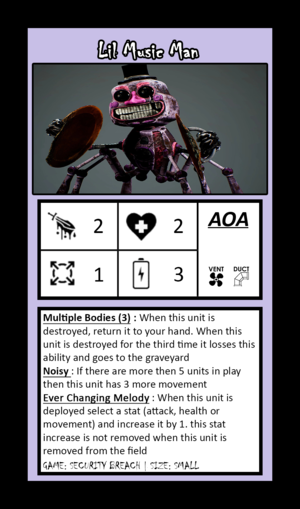 Lil Music Man
2
2
AOA
1
3
VENT
DUCT
Multiple Bodies (3) : When this unit is
destroyed, return it to your hand. When this
unit is destroyed for the third time it losses this
ability and goes to the graveyard
Noisy : If there are more then 5 units in play
then this unit has 3 more movement
Ever Changing Melody : When this unit is
deployed select a stat (attack, health or
movement) and increase it by 1. this stat
increase is not removed when this unit is
removed from the field
GAME: SECURITY BREACH | SIZE: SMALL